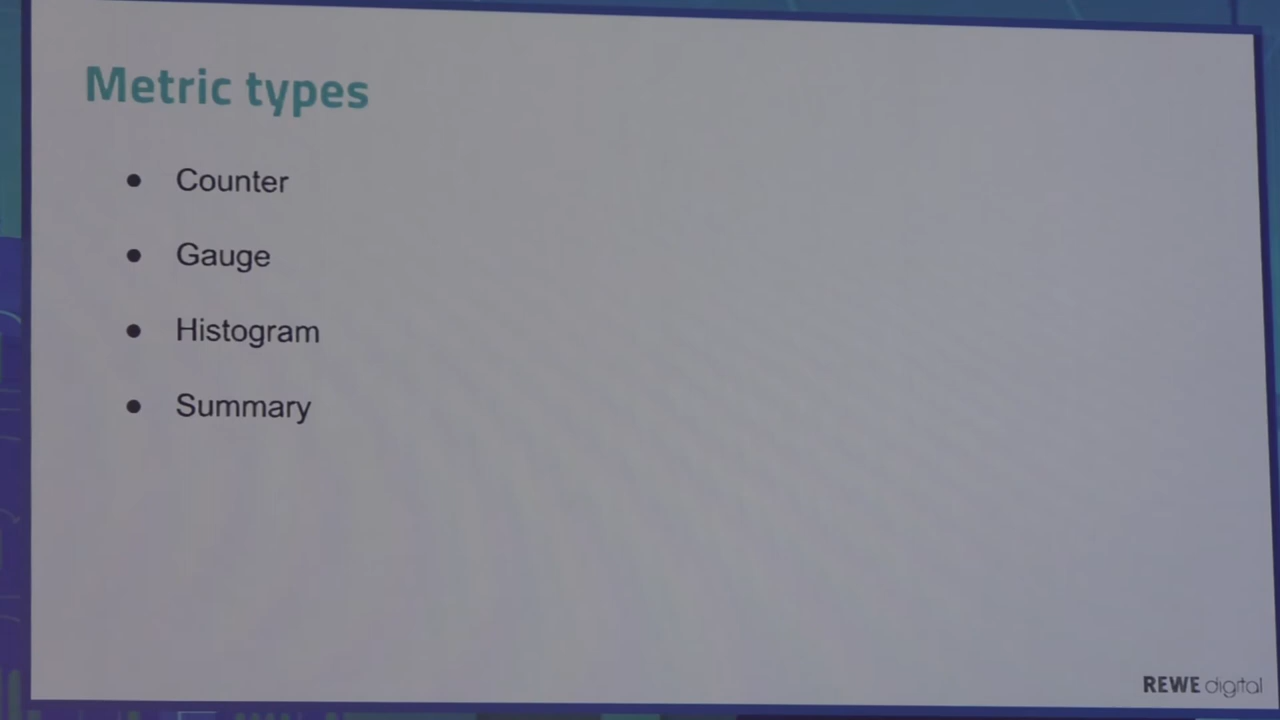 Metric types
● Counter
● Gauge
● Histogram
● Summary
REWE digital